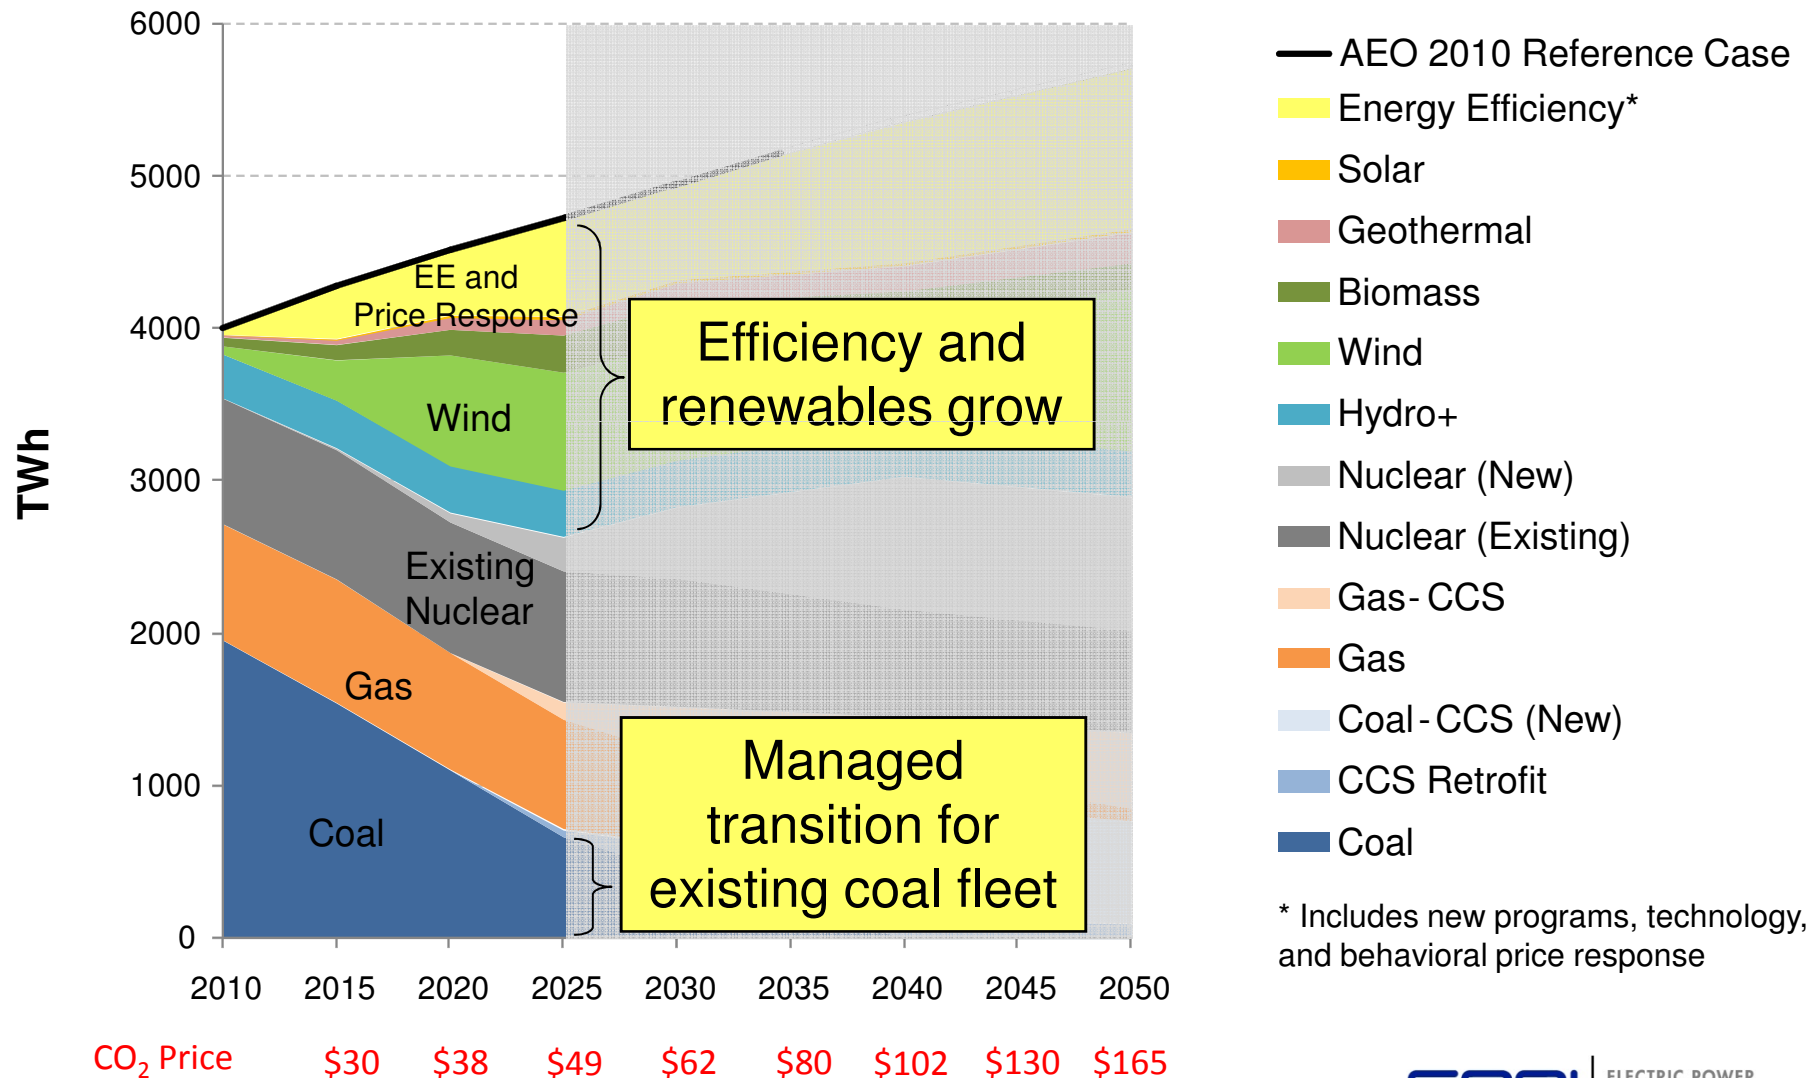 6000
5000
4000
3000
2000
1000
0
TWh
EE and
Price Response
Wind
Existing
Nuclear
Gas
Coal
Efficiency and
renewables grow
Managed
transition for
existing coal fleet
2010 2015 2020 2025 2030 2035 2040 2045 2050
CO2 Price $30 $38 $49 $62 $80 $102 $130 $165
AEO 2010 Reference Case
Energy Efficiency*
Solar
Geothermal
Biomass
Wind
Hydro+
Nuclear (New)
Nuclear (Existing)
Gas-CCS
Gas
Coal-CCS (New)
CCS Retrofit
Coal
* Includes new programs, technology,
and behavioral price response
EPRI
ELECTRIC POWER